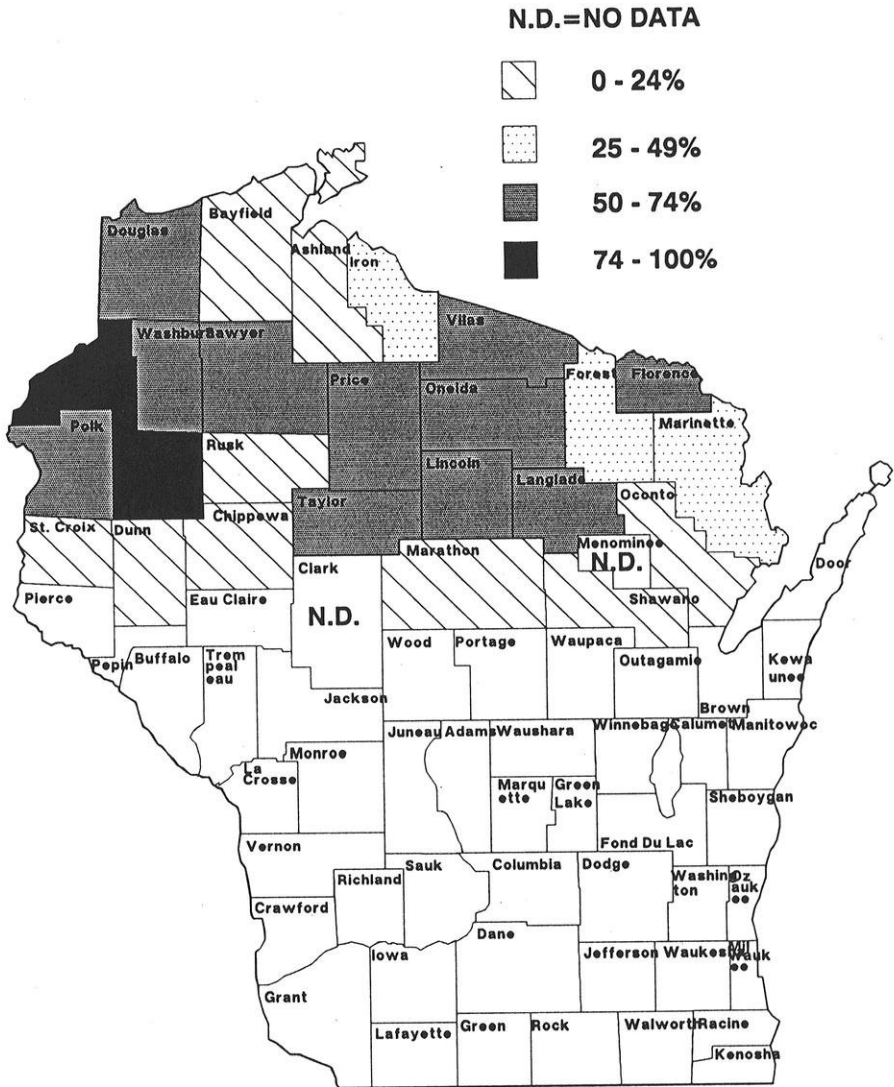 N.D.=NO DATA
0 - 24%
25 - 49%
50 - 74%
74 - 100%
Bayfield
Douglas
Ashland
Iron
Vilas
Washburn
Sawyer
Price
Oneida
Forest
Florence
Polk
Marinette
Rusk
Lincoln
Langlade
Taylor
Oconto
St. Croix
Dunn
Chippewa
Marathon
Menominee
N.D.
Clark
Door
Pierce
Eau Claire
Shawano
N.D.
Wood
Portage
Waupaca
Pepin
Buffalo
Trem
peal
eau
Outagamie
Kewa
unee
Jackson
Brown
Juneau
Adams
Waushara
Winnebago
Calumet
Manitowoc
Monroe
La
Crosse
Marqu
ette
Green
Lake
Sheboygan
Fond Du Lac
Vernon
Sauk
Columbia
Dodge
Richland
Washing
ton
Oz
auk
ee
Crawford
Dane
Iowa
Jefferson
Waukesha
Mil
wauk
ee
Grant
Lafayette
Green
Rock
Walworth
Racine
Kenosha